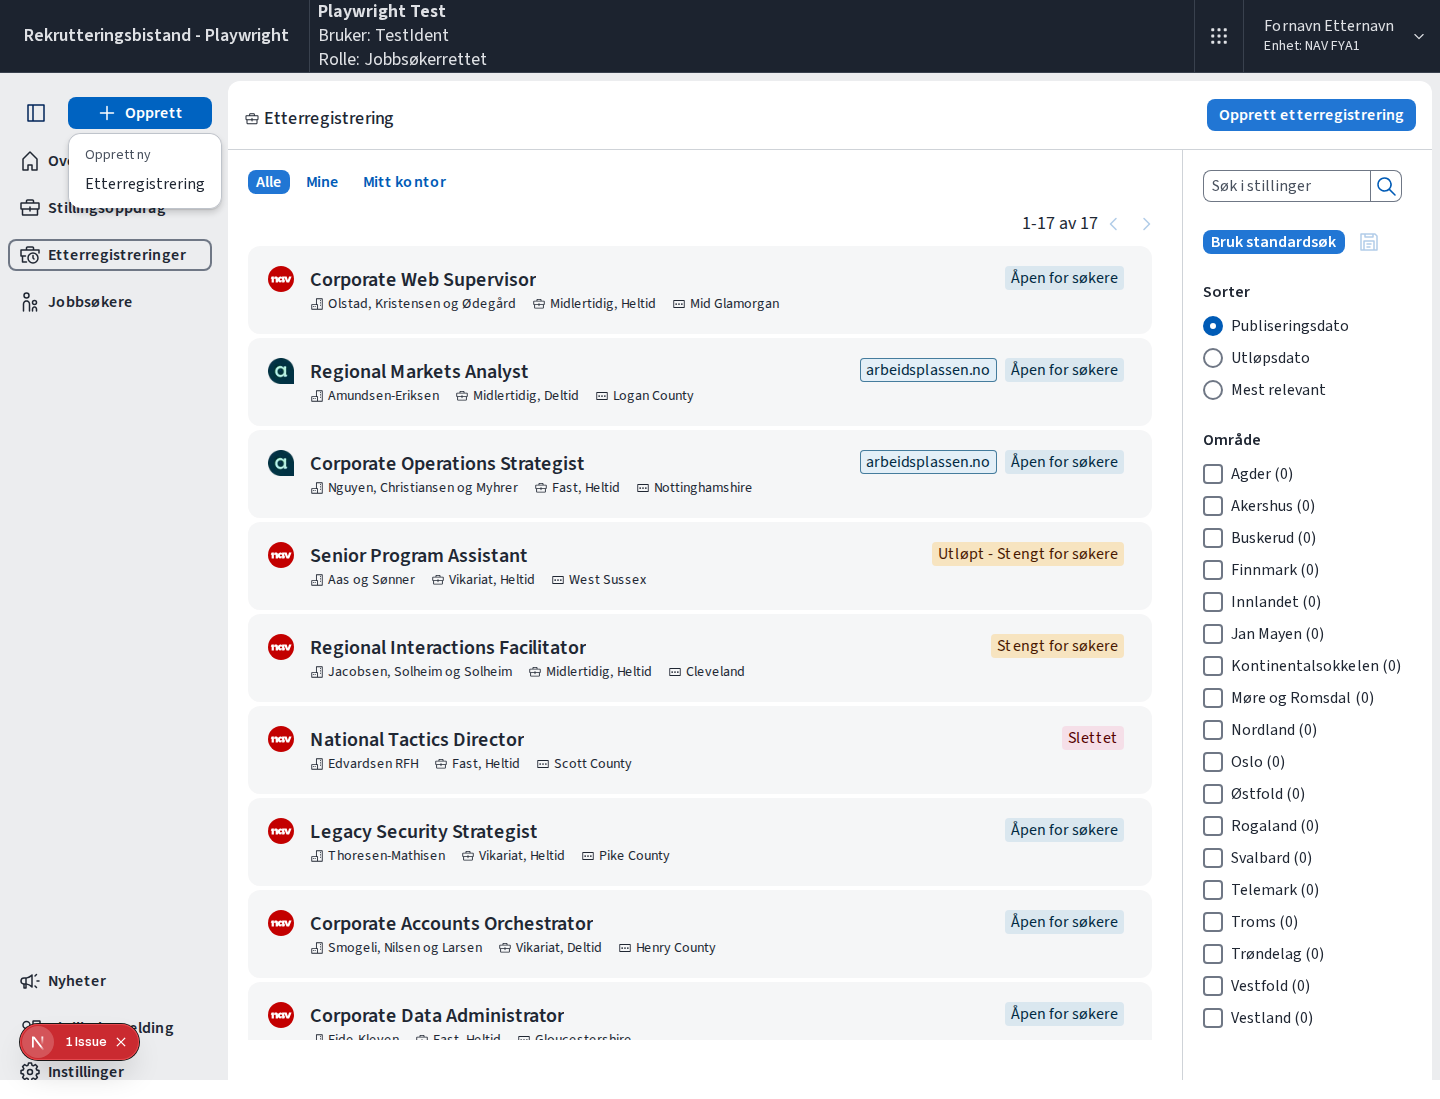 Rekrutteringsbistand - Playwright
Playwright Test
Bruker: TestIdent
Rolle: Jobbsøkerrettet
Fornavn Etternavn
Enhet: NAV FYA1
Opprett
Opprett ny
Etterregistrering
Stillingsoppdrag
Etterregistreringer
Jobbsøkere
Nyheter
elding
1 Issue
Instillinger
Etterregistrering
Opprett etterregistrering
Alle Mine Mitt kontor
1-17 av 17
nav
Corporate Web Supervisor
Åpen for søkere
Olstad, Kristensen og Ødegård Midlertidig, Heltid Mid Glamorgan
a
Regional Markets Analyst
arbeidsplassen.no Åpen for søkere
Amundsen-Eriksen Midlertidig, Deltid Logan County
a
Corporate Operations Strategist
arbeidsplassen.no Åpen for søkere
Nguyen, Christiansen og Myhrer Fast, Heltid Nottinghamshire
nav
Senior Program Assistant
Utløpt - Stengt for søkere
Aas og Sønner Vikariat, Heltid West Sussex
nav
Regional Interactions Facilitator
Stengt for søkere
Jacobsen, Solheim og Solheim Midlertidig, Heltid Cleveland
nav
National Tactics Director
Slettet
Edvardsen RFH Fast, Heltid Scott County
nav
Legacy Security Strategist
Åpen for søkere
Thoresen-Mathisen Vikariat, Heltid Pike County
nav
Corporate Accounts Orchestrator
Åpen for søkere
Smogeli, Nilsen og Larsen Vikariat, Deltid Henry County
nav
Corporate Data Administrator
Åpen for søkere
Eide-Kleven Fast, Heltid Gloucestershire
Søk i stillinger
Bruk standardsøk
Sorter
Publiseringsdato
Utløpsdato
Mest relevant
Område
Agder (0)
Akershus (0)
Buskerud (0)
Finnmark (0)
Innlandet (0)
Jan Mayen (0)
Kontinentalsokkelen (0)
Møre og Romsdal (0)
Nordland (0)
Oslo (0)
Østfold (0)
Rogaland (0)
Svalbard (0)
Telemark (0)
Troms (0)
Trøndelag (0)
Vestfold (0)
Vestland (0)